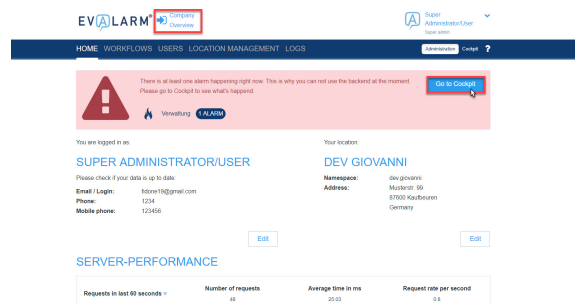 EVALARM®
Company
Overview
Super
Administrator/User
Super admin
HOME WORKFLOWS USERS LOCATION MANAGEMENT LOGS
Administration Cockpit ?
There is at least one alarm happening right now. This is why you can not use the backend at the moment.
Please go to Cockpit to see what's happend.
Go to Cockpit
Verwaltung 1 ALARM
You are logged in as:
Your location:
SUPER ADMINISTRATOR/USER
DEV GIOVANNI
Please check if your data is up to date:
Namespace: dev.giovanni
Email / Login: fidone19@gmail.com
Address: Musterstr. 99
Phone: 1234
87600 Kaufbeuren
Mobile phone: 123456
Germany
Edit
Edit
SERVER-PERFORMANCE
Requests in last 60 seconds
Number of requests
Average time in ms
Request rate per second
48
25.03
0.8